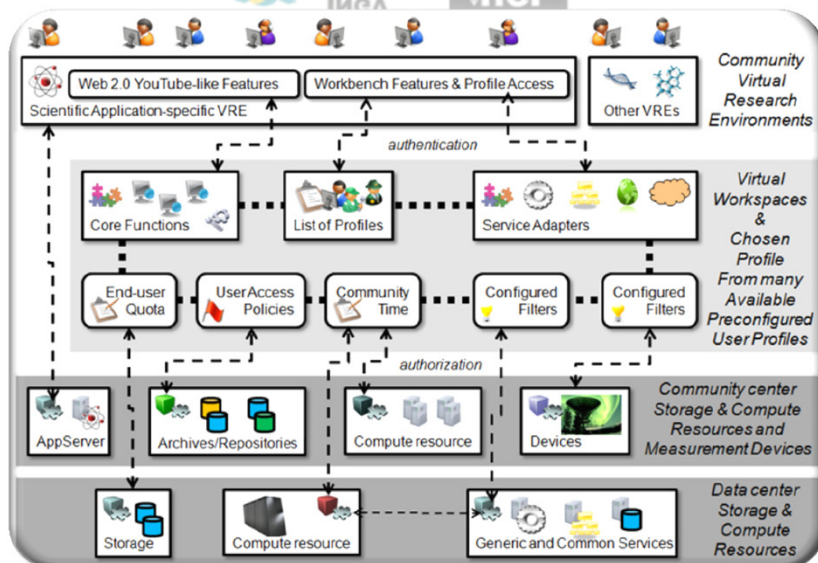 Web 2.0 YouTube-like Features
Workbench Features & Profile Access
Scientific Application-specific VRE
Other VREs
Community
Virtual
Research
Environments
authentication
Core Functions
List of Profiles
Service Adapters
Virtual
Workspaces
&
Chosen
Profile
From many
Available
Preconfigured
User Profiles
End-user
Quota
User Access
Policies
Community
Time
Configured
Filters
Configured
Filters
authorization
AppServer
Archives/Repositories
Compute resource
Devices
Community center
Storage & Compute
Resources and
Measurement Devices
Storage
Compute resource
Generic and Common Services
Data center
Storage &
Compute
Resources